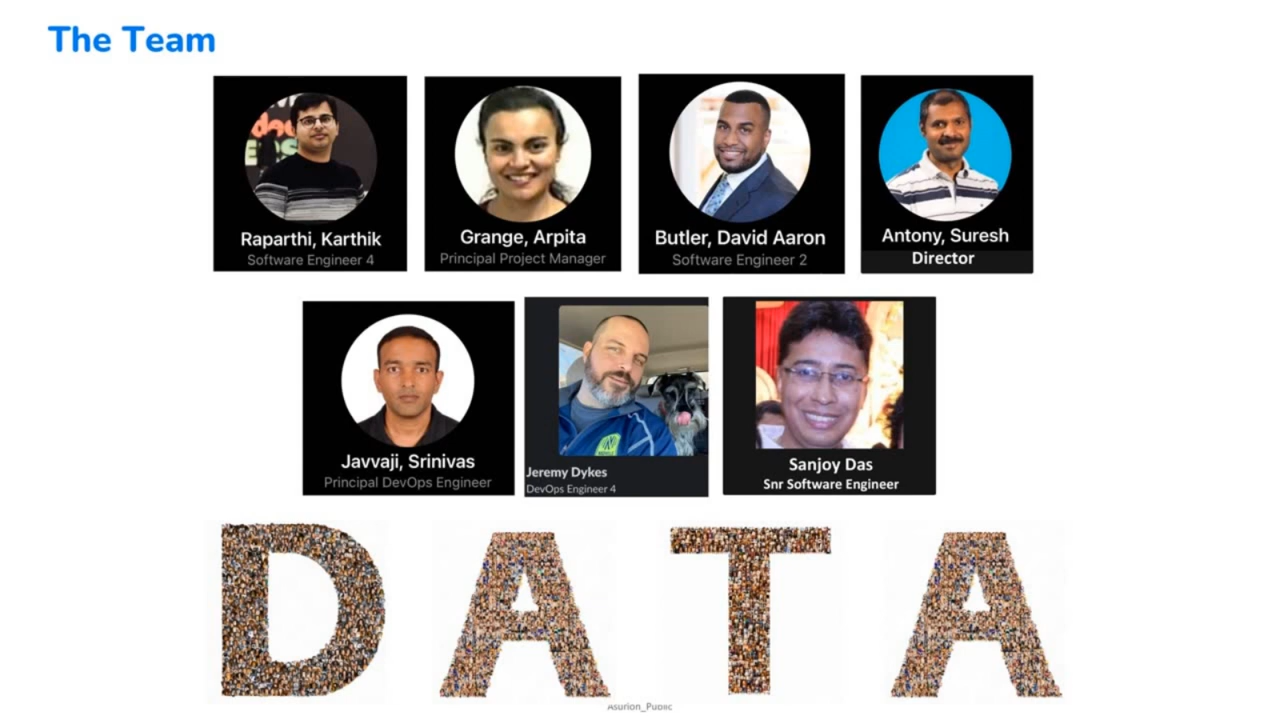 The Team
Raparthi, Karthik
Software Engineer 4
Grange, Arpita
Principal Project Manager
Butler, David Aaron
Software Engineer 2
Antony, Suresh
Director
Javvaji, Srinivas
Principal DevOps Engineer
Jeremy Dykes
DevOps Engineer 4
Sanjoy Das
Snr Software Engineer
DATA
Asurion_Public